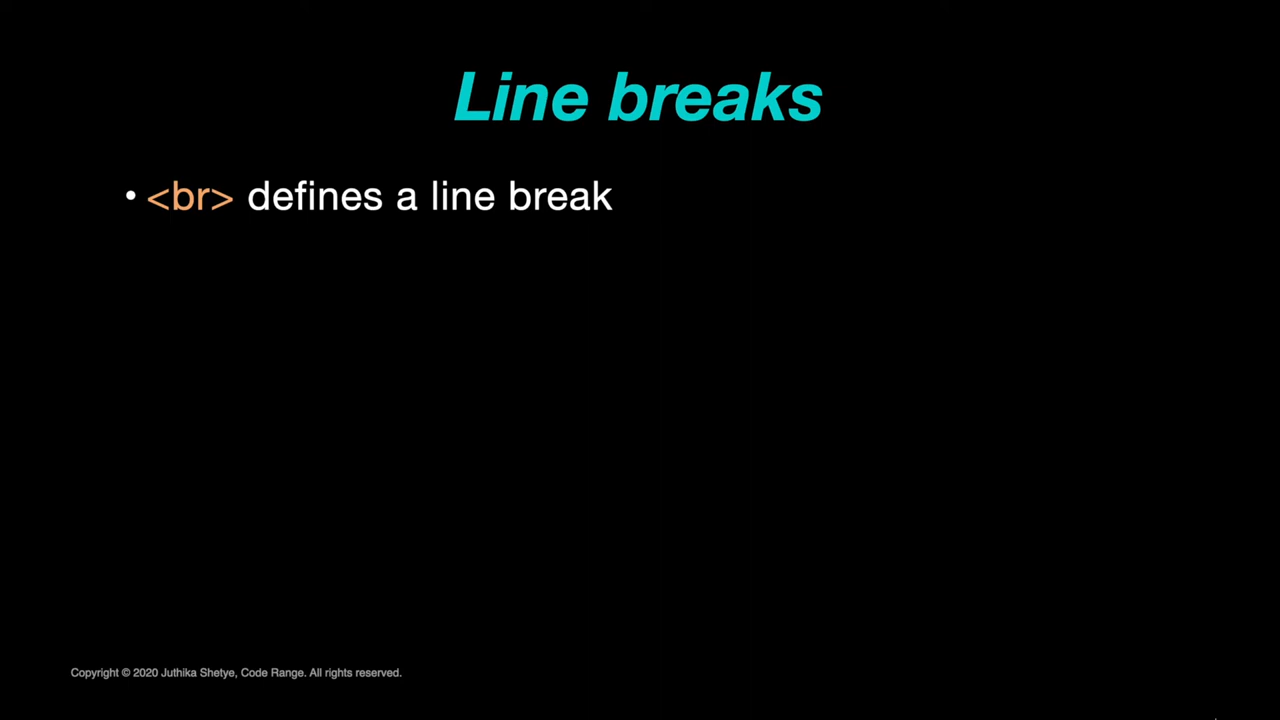 Line breaks
• <br> defines a line break
Copyright © 2020 Juthika Shetye, Code Range. All rights reserved.